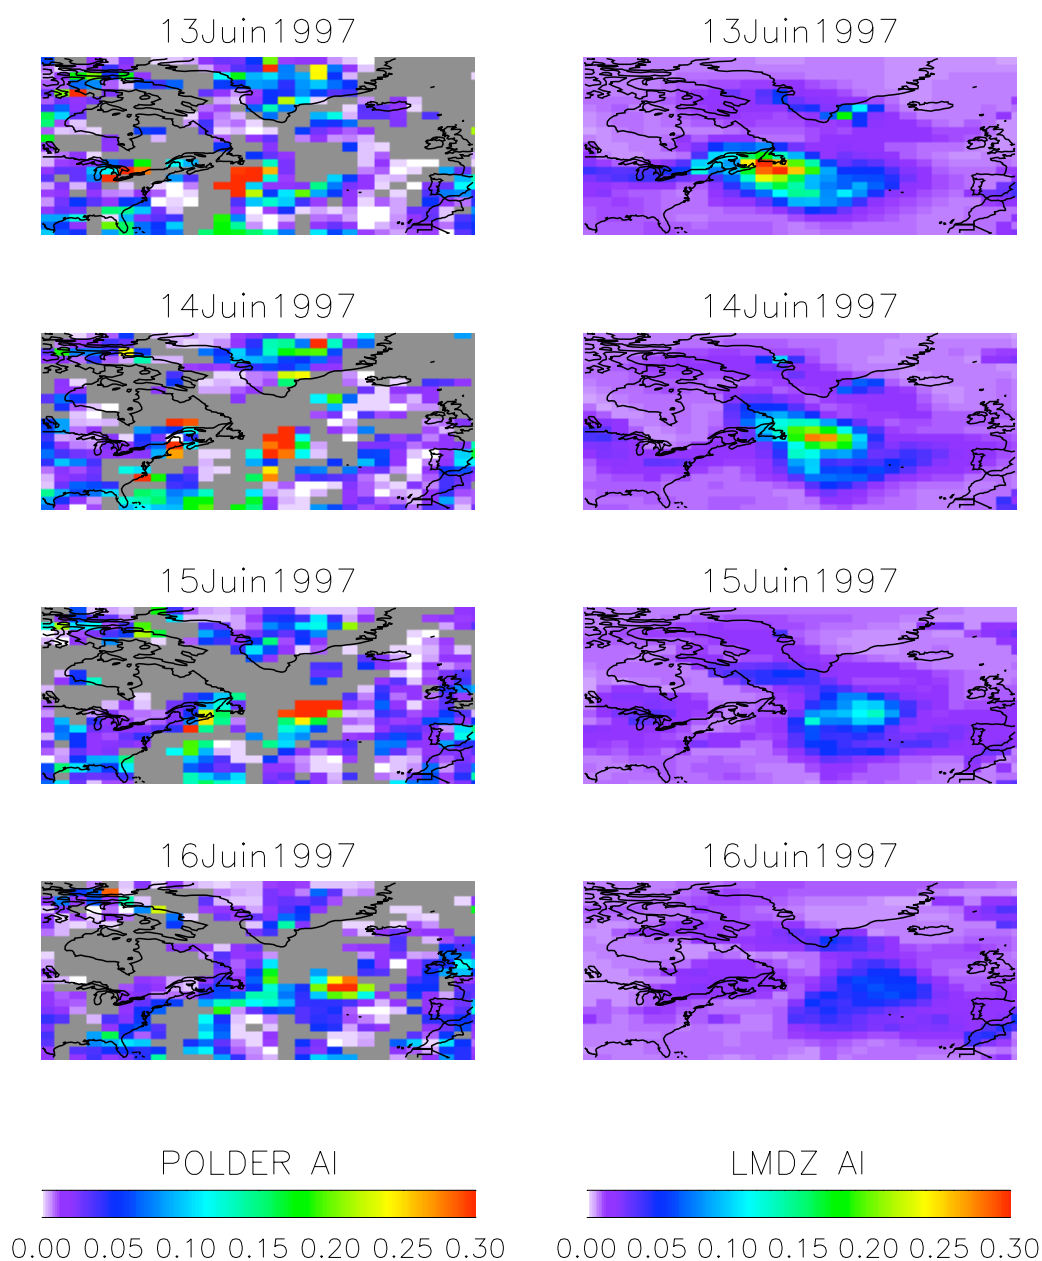 13Juin1997 13Juin1997
14Juin1997 14Juin1997
15Juin1997 15Juin1997
16Juin1997 16Juin1997
POLDER AI LMDZ AI
0.00 0.05 0.10 0.15 0.20 0.25 0.30 0.00 0.05 0.10 0.15 0.20 0.25 0.30